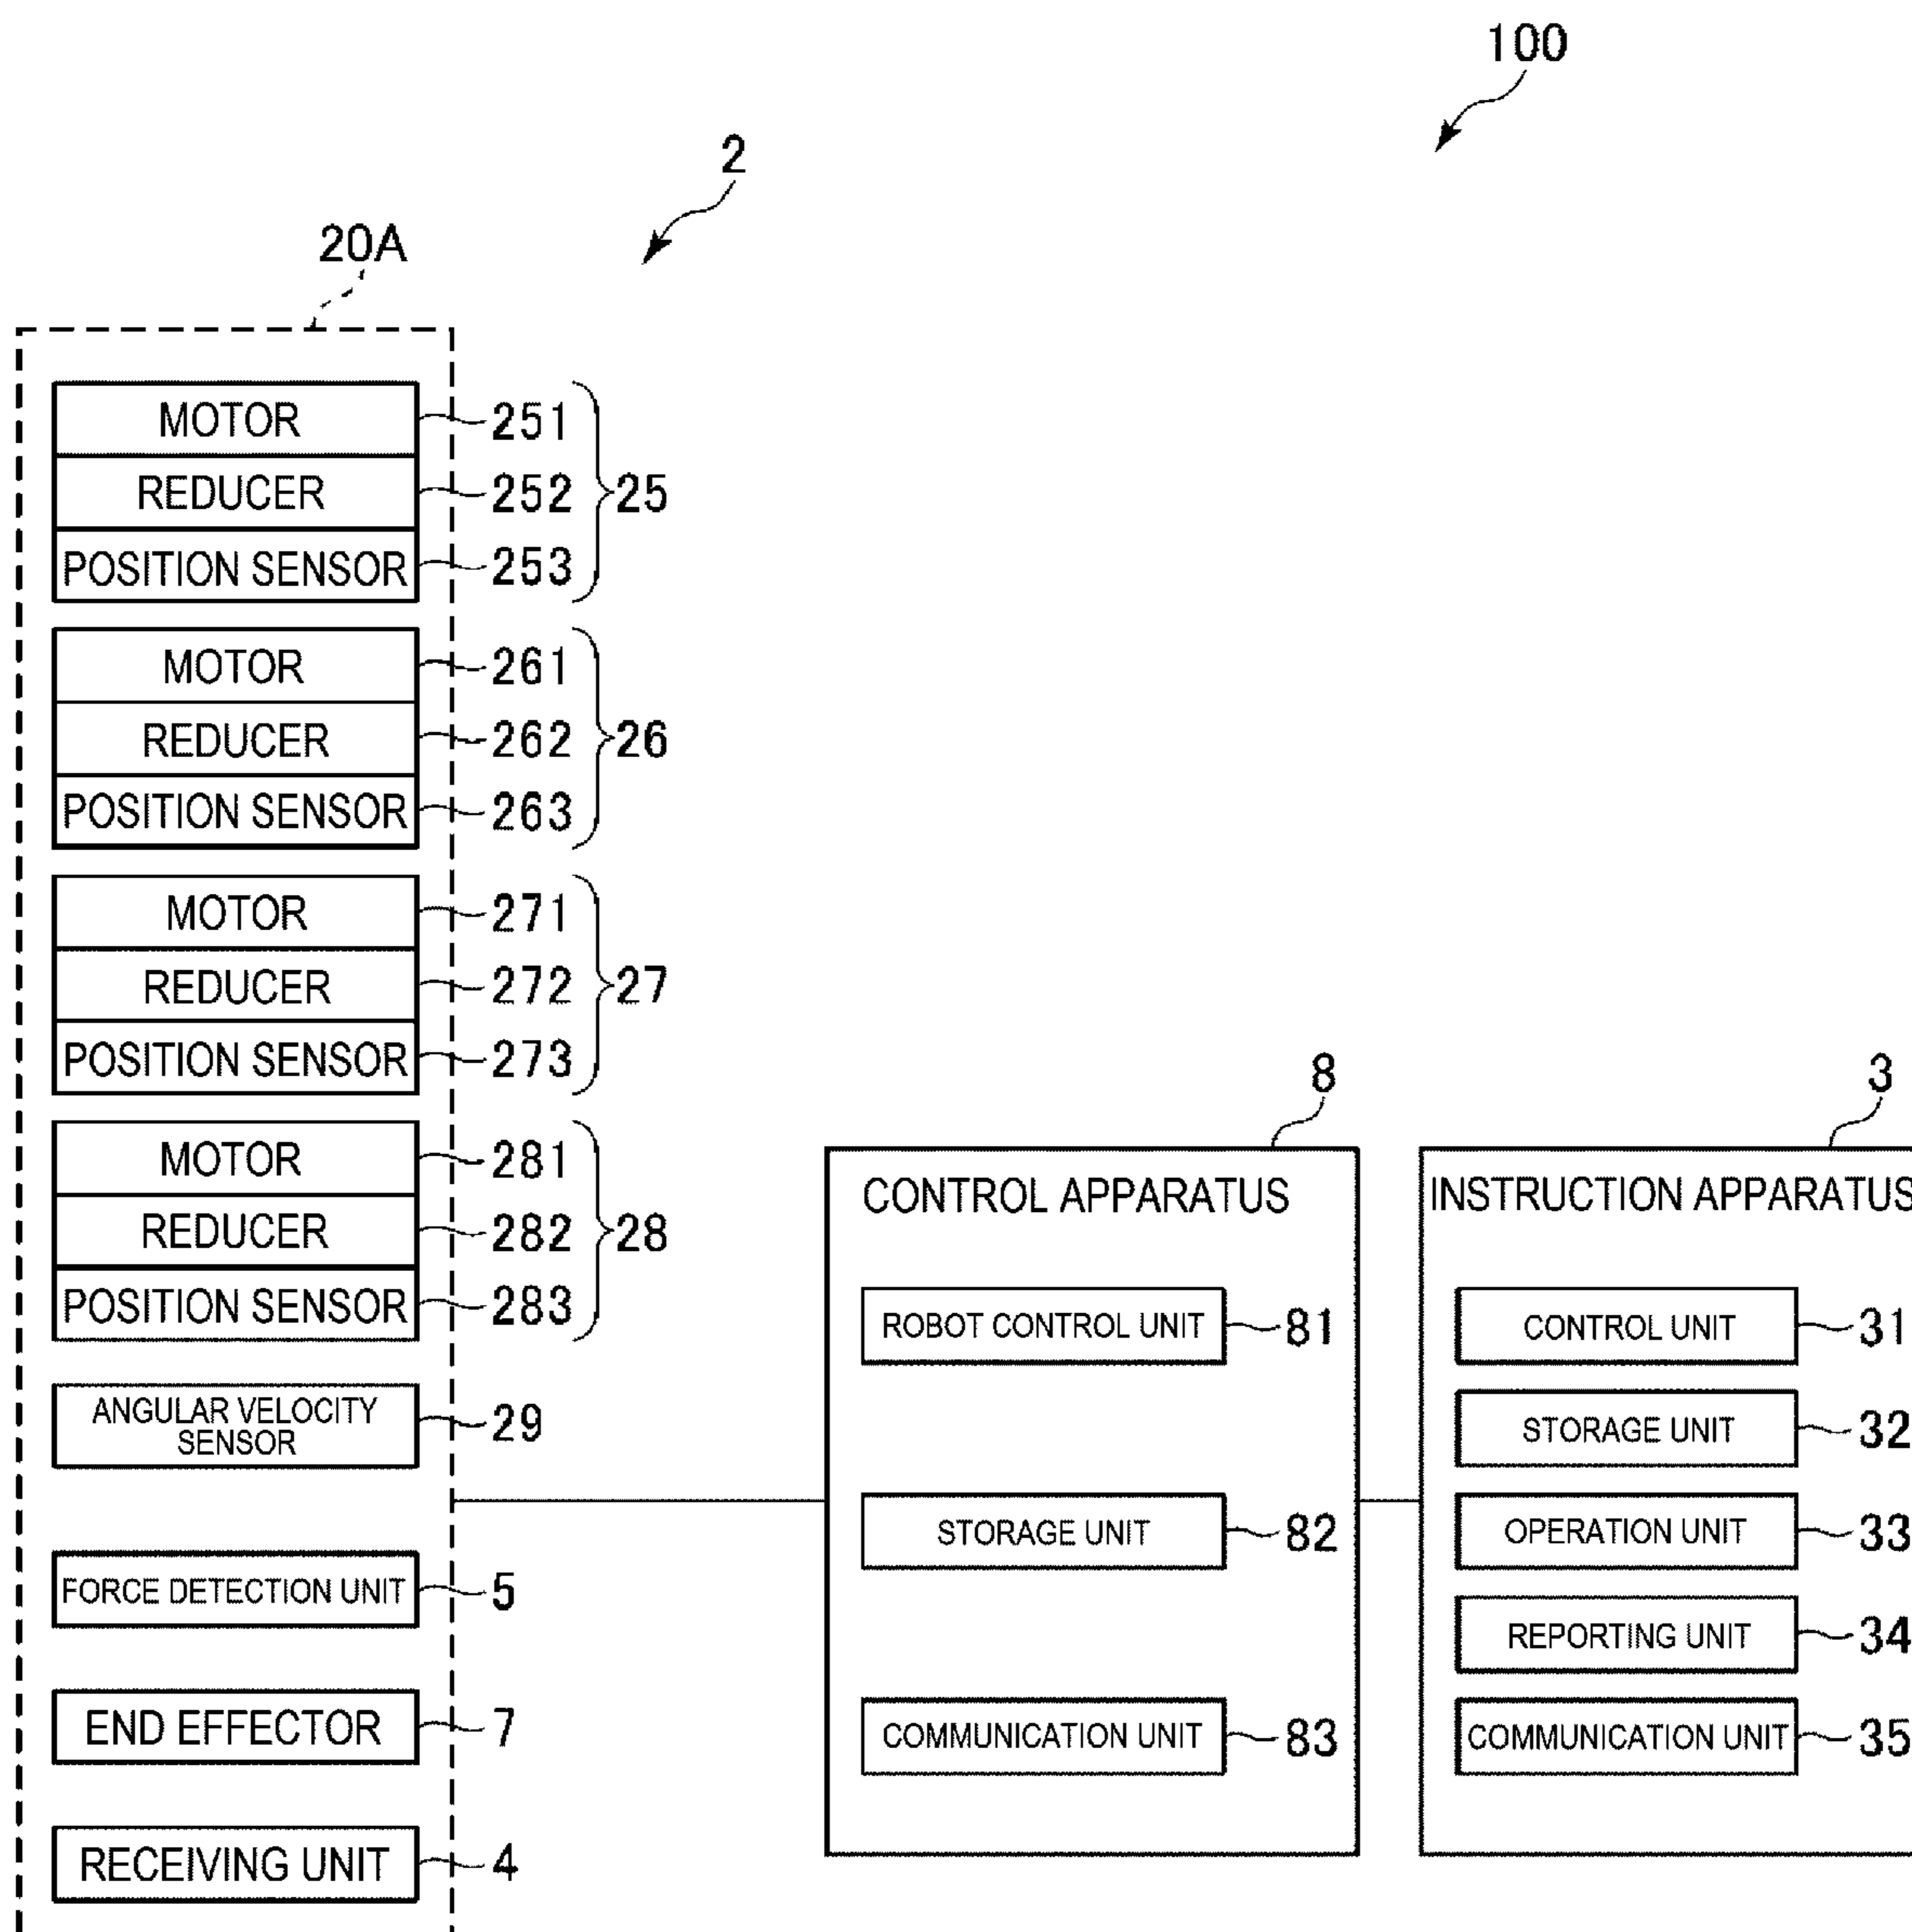 100
2
20A
MOTOR 251
REDUCER 252 25
POSITION SENSOR 253
MOTOR 261
REDUCER 262 26
POSITION SENSOR 263
MOTOR 271
REDUCER 272 27
POSITION SENSOR 273
MOTOR 281
REDUCER 282 28
POSITION SENSOR 283
ANGULAR VELOCITY
SENSOR 29
FORCE DETECTION UNIT 5
END EFFECTOR 7
RECEIVING UNIT 4
8
CONTROL APPARATUS
ROBOT CONTROL UNIT 81
STORAGE UNIT 82
COMMUNICATION UNIT 83
3
INSTRUCTION APPARATUS
CONTROL UNIT 31
STORAGE UNIT 32
OPERATION UNIT 33
REPORTING UNIT 34
COMMUNICATION UNIT 35